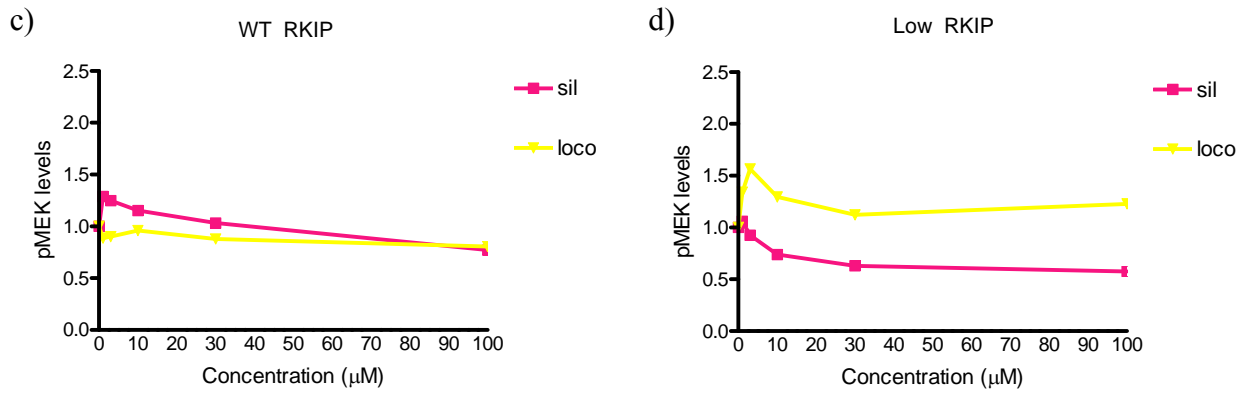 c)
WT RKIP
2.5
2.0
1.5
1.0
0.5
0.0
pMEK levels
0 10 20 30 40 50 60 70 80 90 100
Concentration (μM)
sil
loco
d)
Low RKIP
2.5
2.0
1.5
1.0
0.5
0.0
pMEK levels
0 10 20 30 40 50 60 70 80 90 100
Concentration (μM)
sil
loco